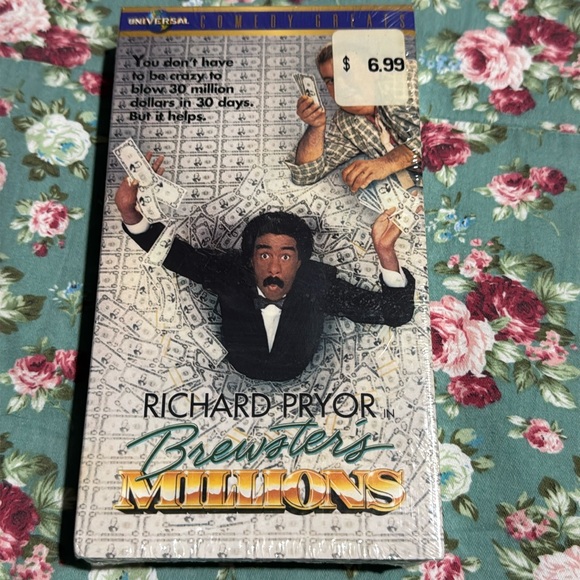 UNIVERSAL COMEDY GREATS
$ 6.99
You don't have
to be crazy to
blow 30 million
dollars in 30 days.
But it helps.
RICHARD PRYOR IN
Brewster's
MILLIONS